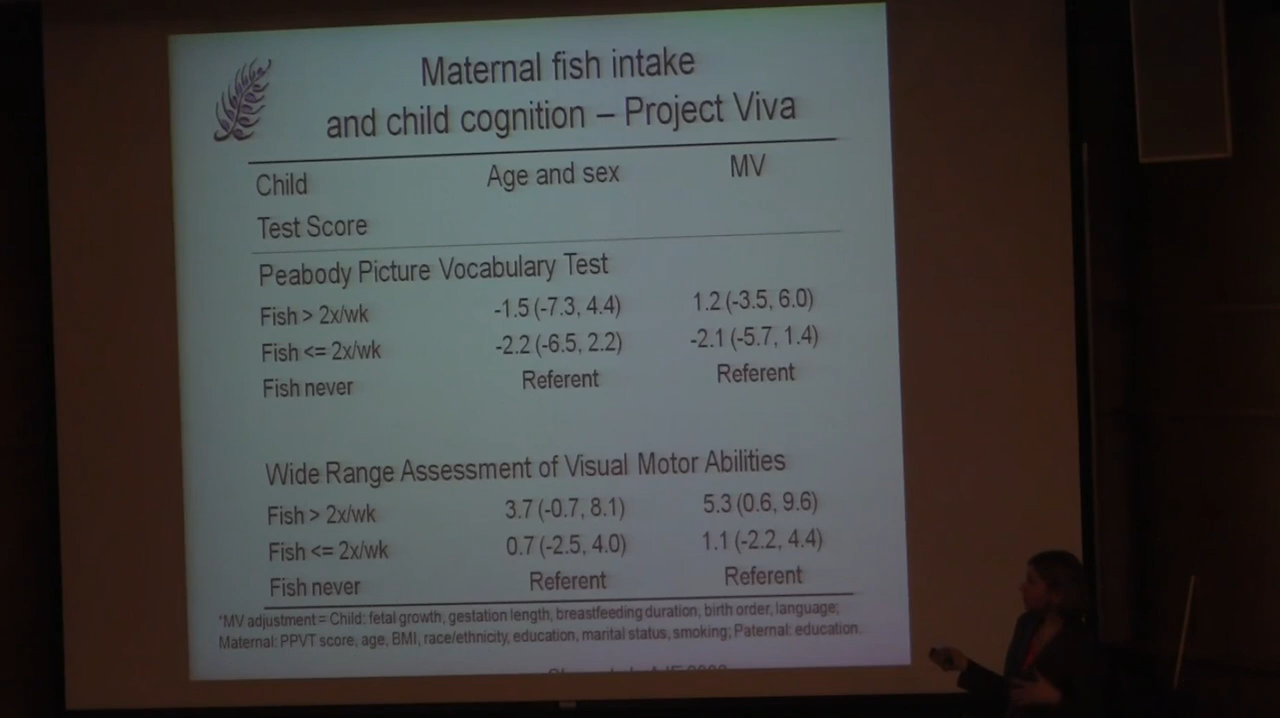 Maternal fish intake
and child cognition – Project Viva
Child Age and sex MV
Test Score
Peabody Picture Vocabulary Test
Fish > 2x/wk -1.5 (-7.3, 4.4) 1.2 (-3.5, 6.0)
Fish <= 2x/wk -2.2 (-6.5, 2.2) -2.1 (-5.7, 1.4)
Fish never Referent Referent
Wide Range Assessment of Visual Motor Abilities
Fish > 2x/wk 3.7 (-0.7, 8.1) 5.3 (0.6, 9.6)
Fish <= 2x/wk 0.7 (-2.5, 4.0) 1.1 (-2.2, 4.4)
Fish never Referent Referent
*MV adjustment = Child: fetal growth, gestation length, breastfeeding duration, birth order, language;
Maternal: PPVT score, age, BMI, race/ethnicity, education, marital status, smoking; Paternal: education.